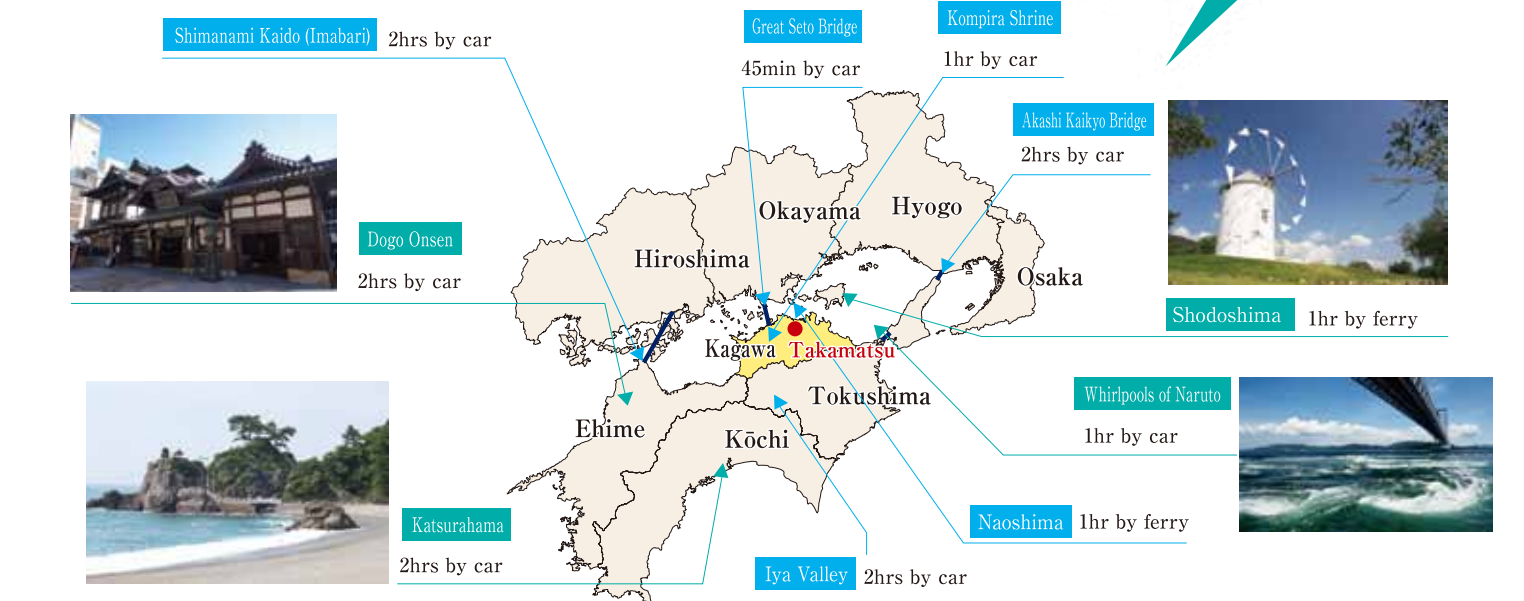 Shimanami Kaido (Imabari) 2hrs by car
Great Seto Bridge
45min by car
Kompira Shrine
1hr by car
Akashi Kaikyo Bridge
2hrs by car
Dogo Onsen
2hrs by car
Okayama
Hyogo
Hiroshima
Osaka
Shodoshima 1hr by ferry
Kagawa
Takamatsu
Tokushima
Ehime
Kōchi
Whirlpools of Naruto
1hr by car
Katsurahama
2hrs by car
Naoshima 1hr by ferry
Iya Valley 2hrs by car